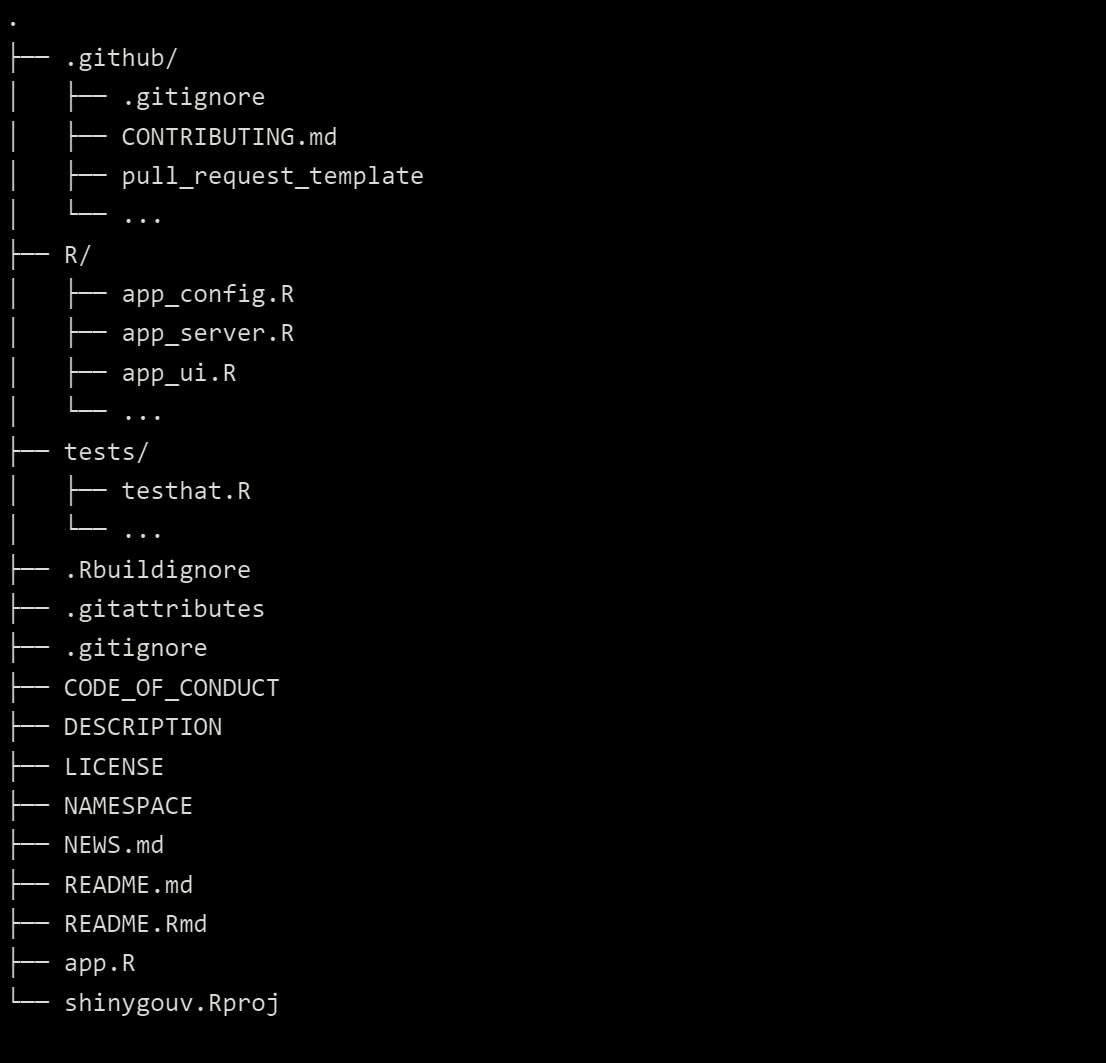 .
├── .github/
│   ├── .gitignore
│   ├── CONTRIBUTING.md
│   ├── pull_request_template
│   └── ...
├── R/
│   ├── app_config.R
│   ├── app_server.R
│   ├── app_ui.R
│   └── ...
├── tests/
│   ├── testhat.R
│   └── ...
├── .Rbuildignore
├── .gitattributes
├── .gitignore
├── CODE_OF_CONDUCT
├── DESCRIPTION
├── LICENSE
├── NAMESPACE
├── NEWS.md
├── README.md
├── README.Rmd
├── app.R
└── shinygouv.Rproj